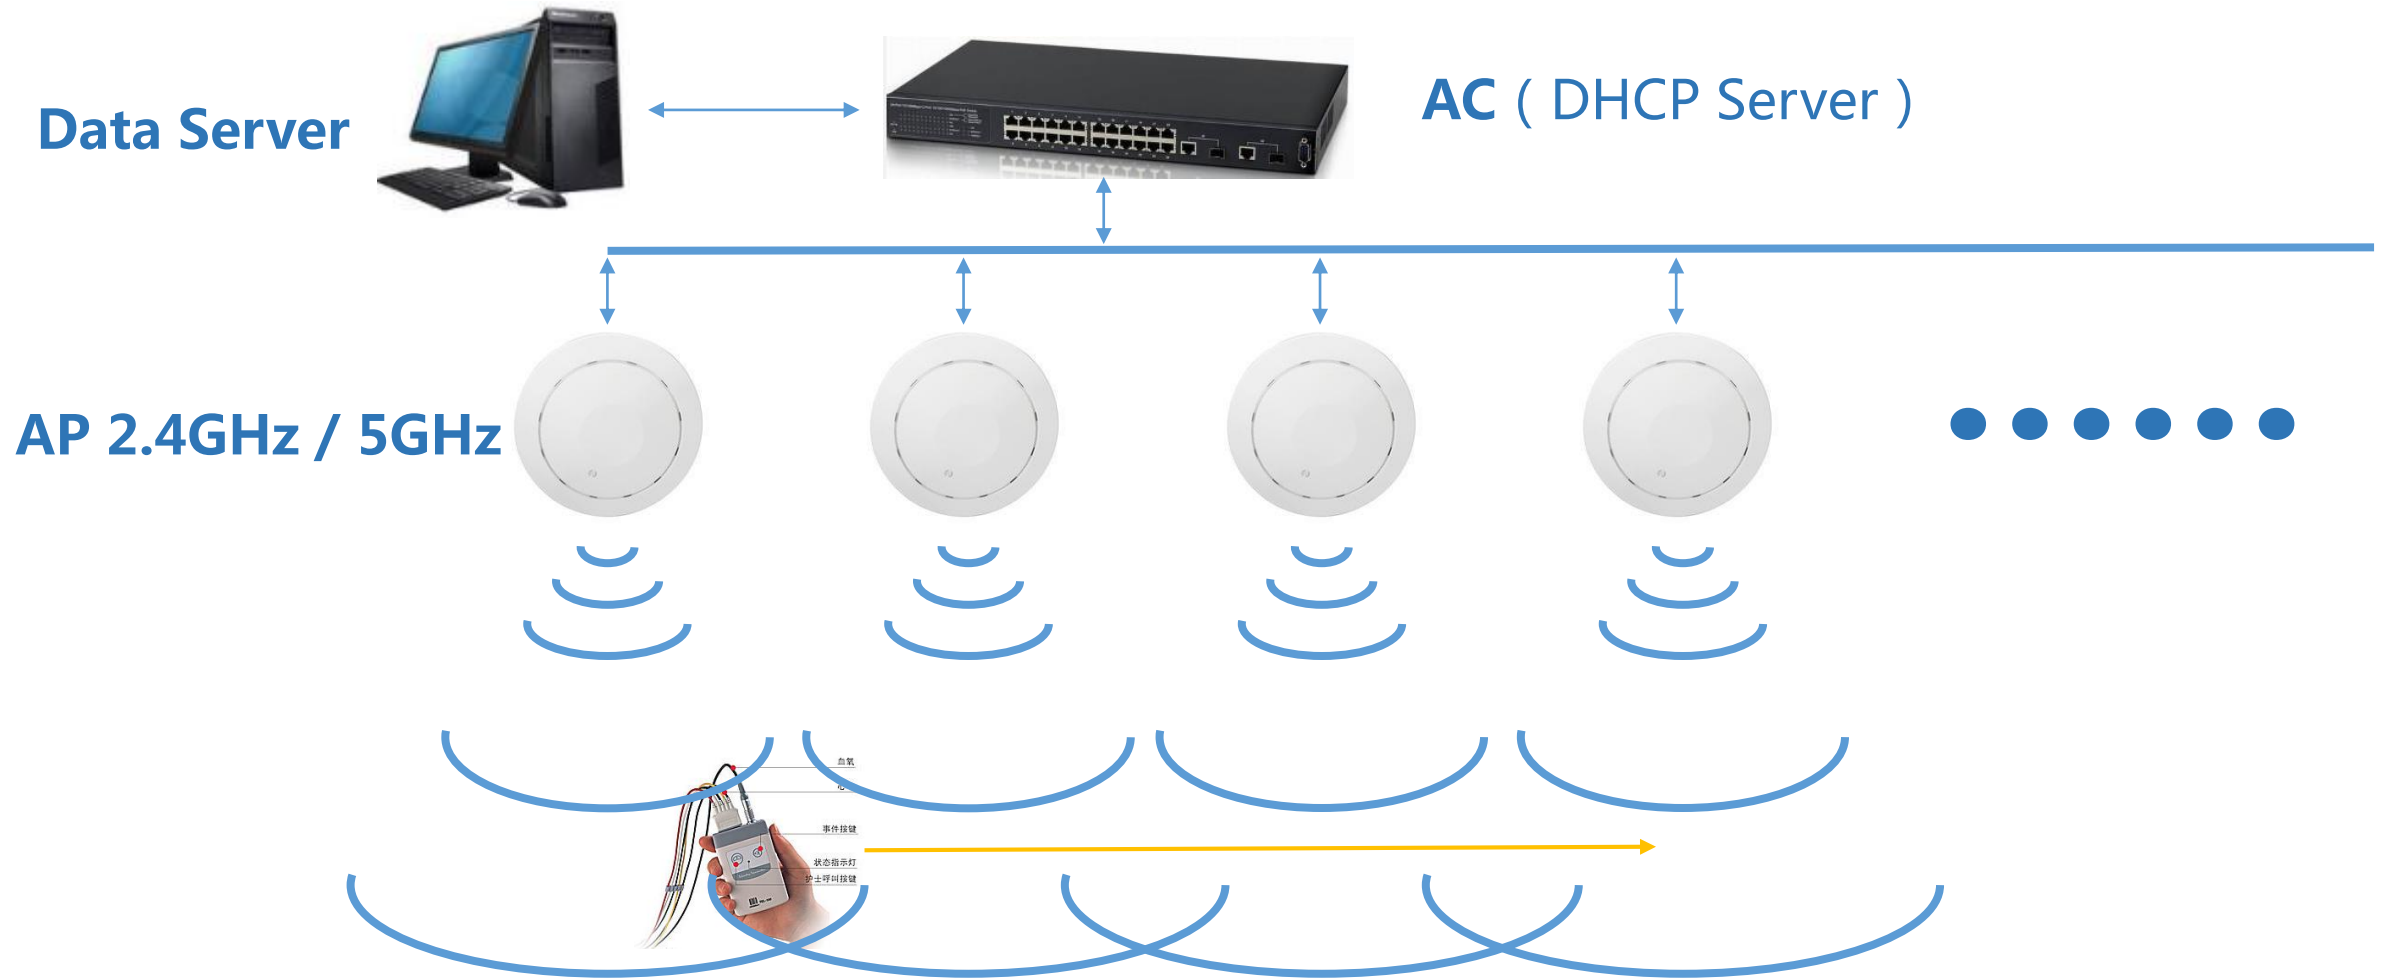 Data Server
AC ( DHCP Server )
AP 2.4GHz / 5GHz
血氧
事件按键
状态指示灯
护士呼叫按键